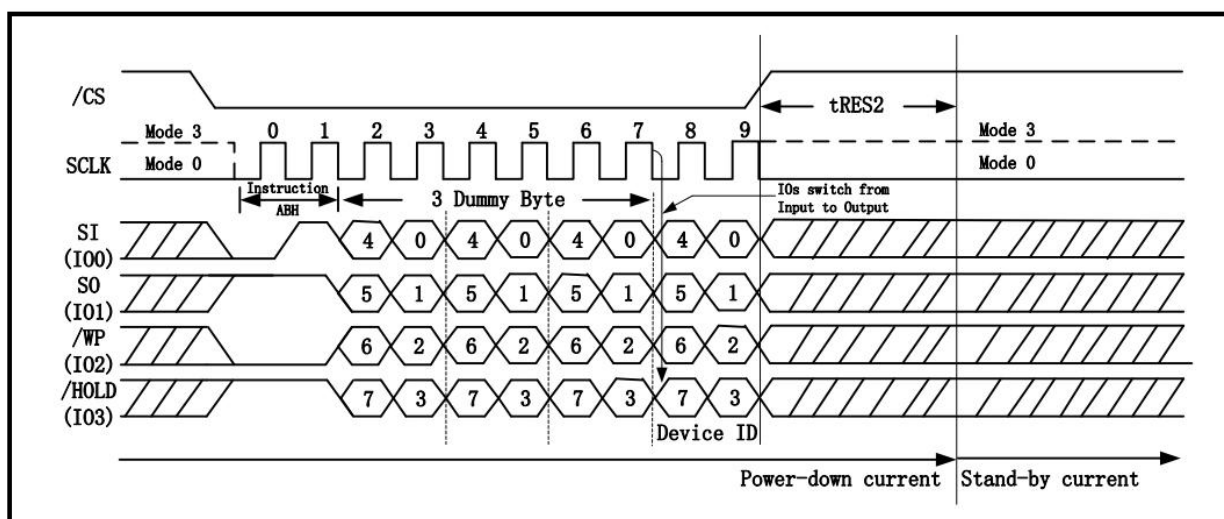 /CS
tRES2
Mode 3 0 1 2 3 4 5 6 7 8 9 Mode 3
SCLK Mode 0 Mode 0
Instruction
ABH
3 Dummy Byte
IOs switch from
Input to Output
SI
(IO0)
4 0 4 0 4 0 4 0
SO
(IO1)
5 1 5 1 5 1 5 1
/WP
(IO2)
6 2 6 2 6 2 6 2
/HOLD
(IO3)
7 3 7 3 7 3 7 3
Device ID
Power-down current Stand-by current